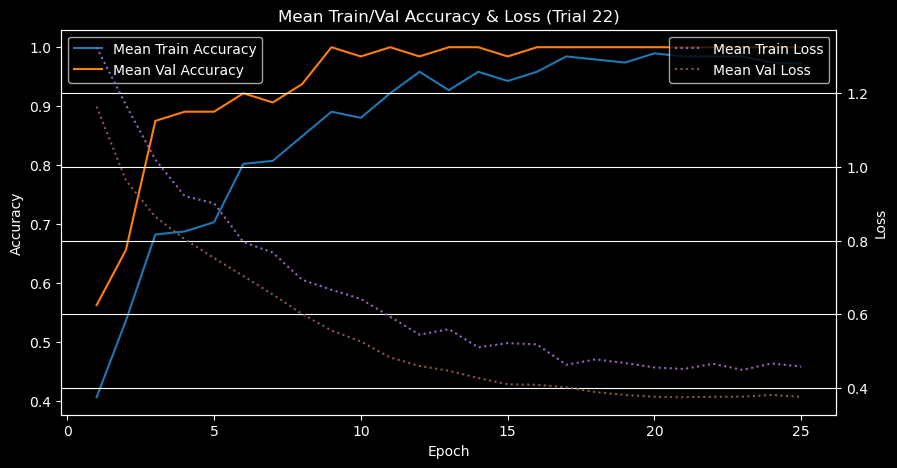 Mean Train/Val Accuracy & Loss (Trial 22)
Mean Train Accuracy
Mean Val Accuracy
Mean Train Loss
Mean Val Loss
Accuracy
1.0
0.9
0.8
0.7
0.6
0.5
0.4
Loss
1.2
1.0
0.8
0.6
0.4
0 5 10 15 20 25
Epoch